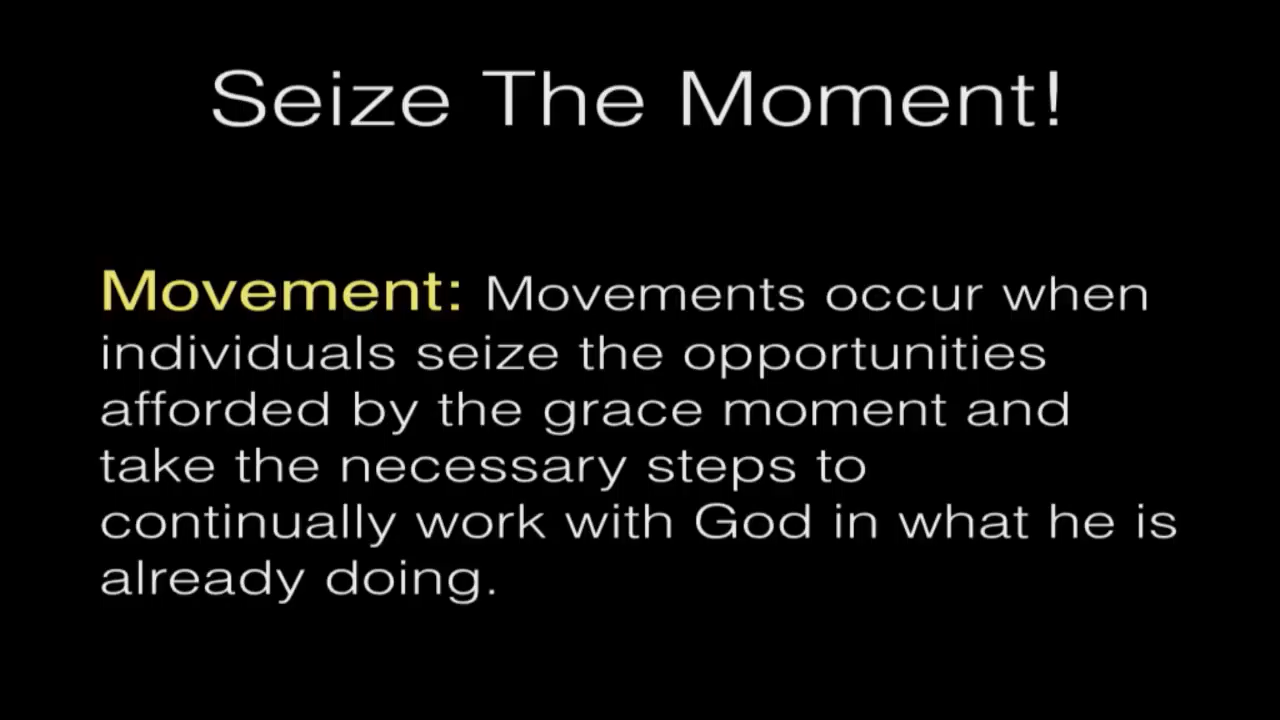 Seize The Moment!
Movement: Movements occur when
individuals seize the opportunities
afforded by the grace moment and
take the necessary steps to
continually work with God in what he is
already doing.